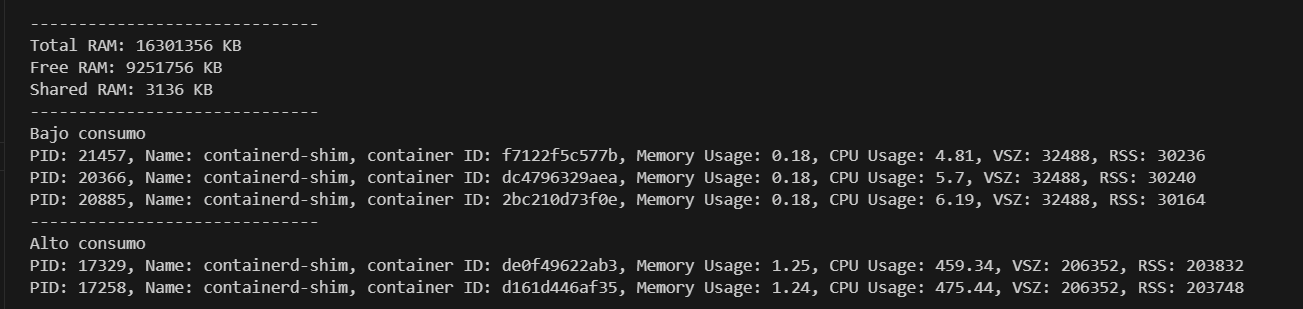 ------------------------------
Total RAM: 16301356 KB
Free RAM: 9251756 KB
Shared RAM: 3136 KB
------------------------------
Bajo consumo
PID: 21457, Name: containerd-shim, container ID: f7122f5c577b, Memory Usage: 0.18, CPU Usage: 4.81, VSZ: 32488, RSS: 30236
PID: 20366, Name: containerd-shim, container ID: dc4796329aea, Memory Usage: 0.18, CPU Usage: 5.7, VSZ: 32488, RSS: 30240
PID: 20885, Name: containerd-shim, container ID: 2bc210d73f0e, Memory Usage: 0.18, CPU Usage: 6.19, VSZ: 32488, RSS: 30164
------------------------------
Alto consumo
PID: 17329, Name: containerd-shim, container ID: de0f49622ab3, Memory Usage: 1.25, CPU Usage: 459.34, VSZ: 206352, RSS: 203832
PID: 17258, Name: containerd-shim, container ID: d161d446af35, Memory Usage: 1.24, CPU Usage: 475.44, VSZ: 206352, RSS: 203748